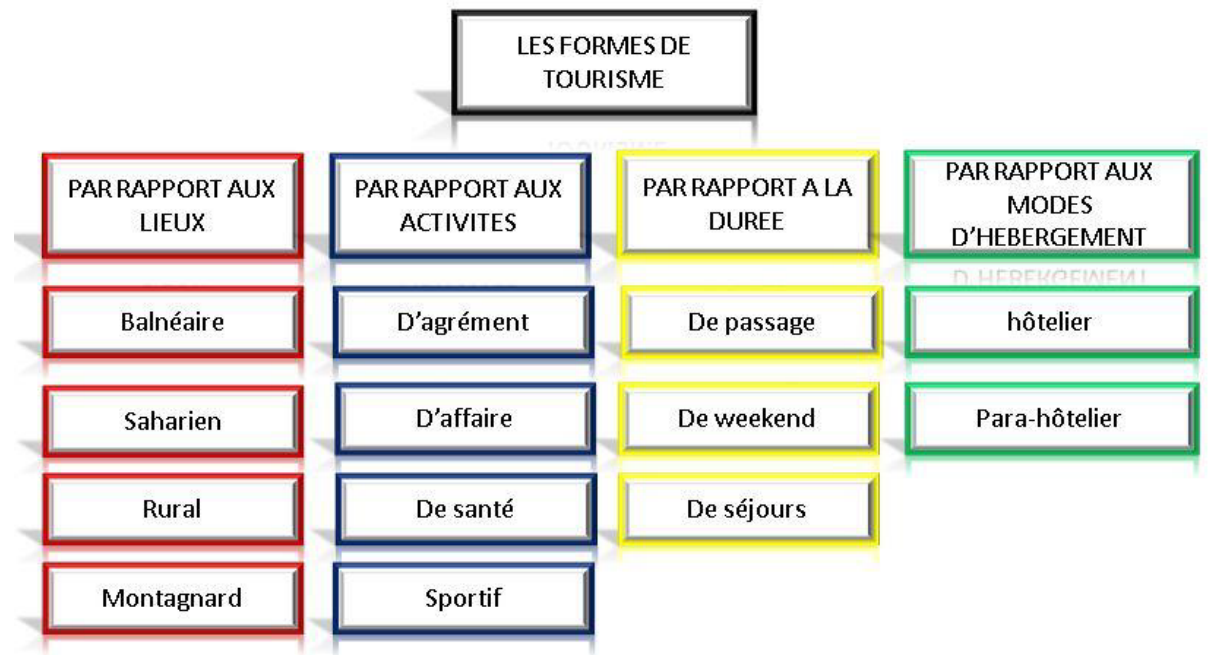 LES FORMES DE
TOURISME
PAR RAPPORT AUX
LIEUX
Balnéaire
Saharien
Rural
Montagnard
PAR RAPPORT AUX
ACTIVITES
D'agrément
D'affaire
De santé
Sportif
PAR RAPPORT A LA
DUREE
De passage
De weekend
De séjours
PAR RAPPORT AUX
MODES
D'HEBERGEMENT
hôtelier
Para-hôtelier